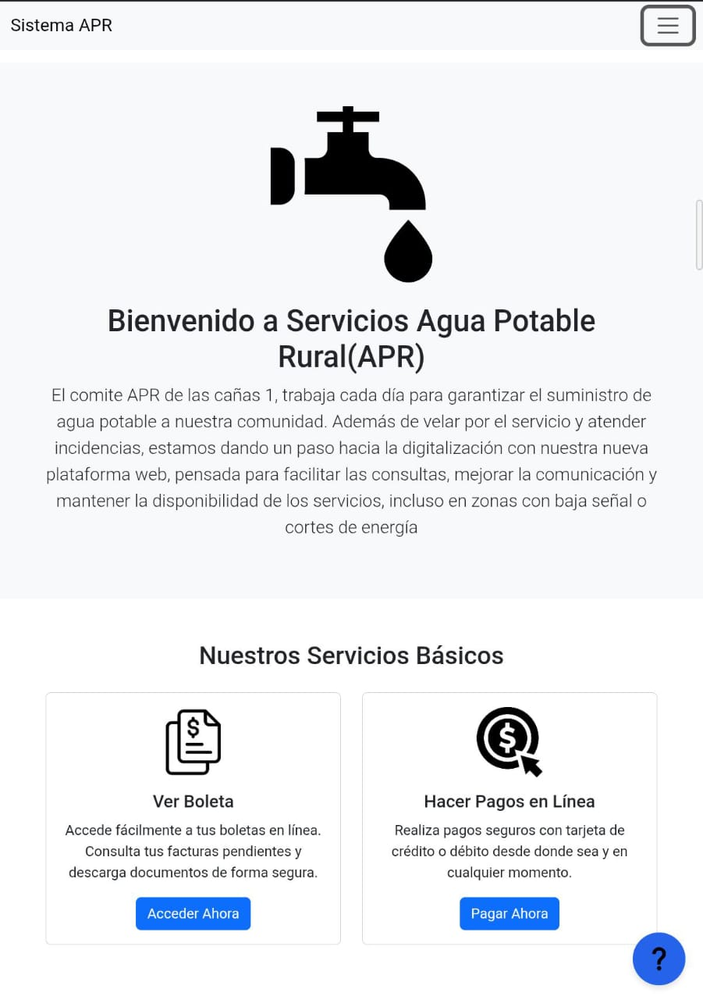 Sistema APR
Bienvenido a Servicios Agua Potable
Rural(APR)
El comite APR de las cañas 1, trabaja cada día para garantizar el suministro de
agua potable a nuestra comunidad. Además de velar por el servicio y atender
incidencias, estamos dando un paso hacia la digitalización con nuestra nueva
plataforma web, pensada para facilitar las consultas, mejorar la comunicación y
mantener la disponibilidad de los servicios, incluso en zonas con baja señal o
cortes de energía
Nuestros Servicios Básicos
$
Ver Boleta
Accede fácilmente a tus boletas en línea.
Consulta tus facturas pendientes y
descarga documentos de forma segura.
Acceder Ahora
$
Hacer Pagos en Línea
Realiza pagos seguros con tarjeta de
crédito o débito desde donde sea y en
cualquier momento.
Pagar Ahora
?